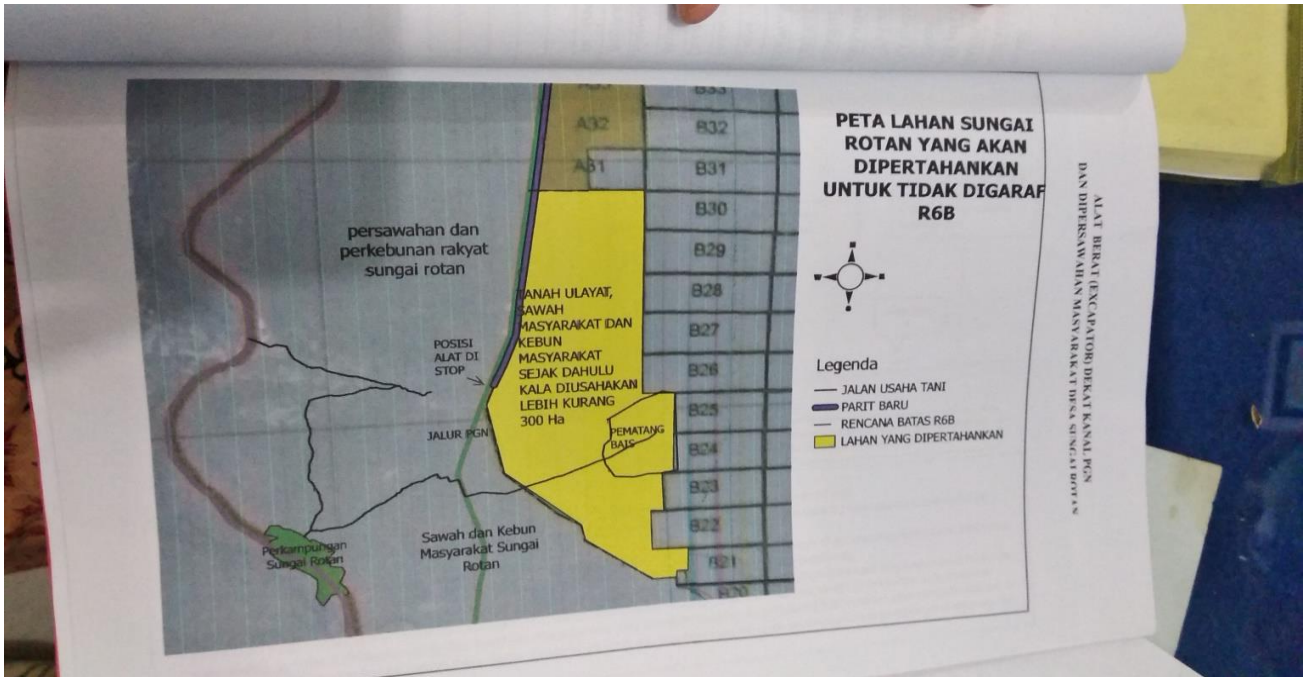 PETA LAHAN SUNGAI
ROTAN YANG AKAN
DIPERTAHANKAN
UNTUK TIDAK DIGARAF
R6B
persawahan dan
perkebunan rakyat
sungai rotan
TANAH ULAYAT,
SAWAH
MASYARAKAT DAN
KEBUN
MASYARAKAT
SEJAK DAHULU
KALA DIUSAHAKAN
LEBIH KURANG
300 Ha
POSISI
ALAT DI
STOP
JALUR PGN
PEMATANG
BAIS
Sawah dan Kebun
Masyarakat Sungai
Rotan
Perkampungan
Sungai Rotan
A32
A31
B33
B32
B31
B30
B29
B28
B27
B26
B25
B24
B23
B22
B21
B20
Legenda
JALAN USAHA TANI
PARIT BARU
RENCANA BATAS R6B
LAHAN YANG DIPERTAHANKAN
ALAT BERAT (EXCAPATOR) DEKAT KANAL PGN
DAN DIPERSAWAHAN MASYARAKAT DESA SUNGAI ROTAN